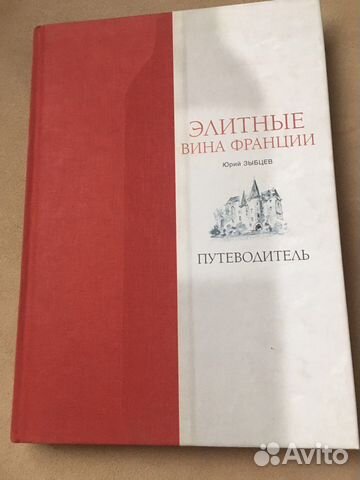 ЭЛИТНЫЕ
ВИНА ФРАНЦИИ
Юрий ЗЫБЦЕВ
ПУТЕВОДИТЕЛЬ
Avito